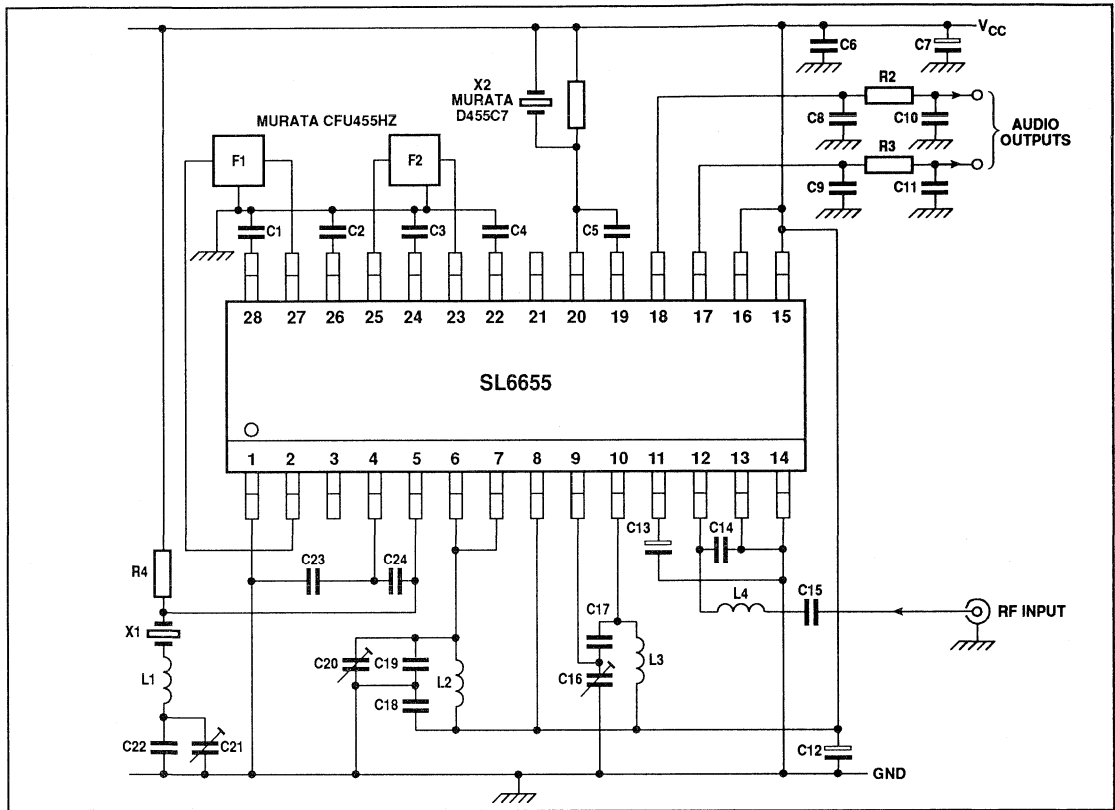 V_CC
C6
C7
X2
MURATA
D455C7
R2
MURATA CFU455HZ
C8
C10
AUDIO
OUTPUTS
F1
F2
R3
C9
C11
C1
C2
C3
C4
C5
28 27 26 25 24 23 22 21 20 19 18 17 16 15
SL6655
1 2 3 4 5 6 7 8 9 10 11 12 13 14
C13
C14
R4
C23
C24
L4
C15
RF INPUT
X1
C17
L3
L1
C20
C19
L2
C16
C18
C22
C21
C12
GND